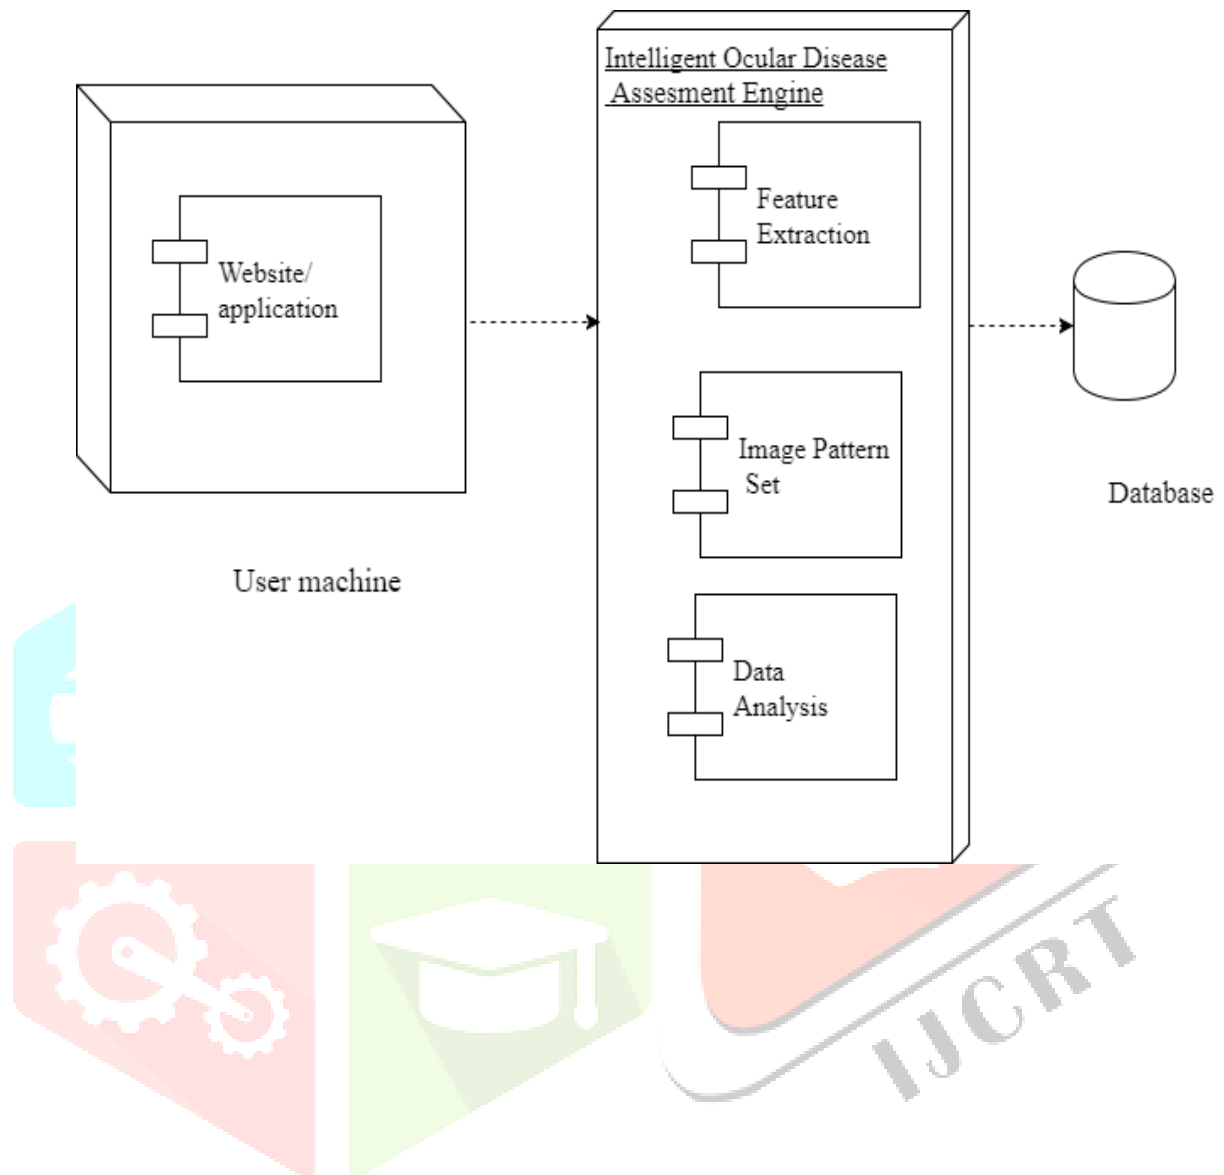 Intelligent Ocular Disease
Assesment Engine
Feature
Extraction
Website/
application
Image Pattern
Set
Database
User machine
Data
Analysis
IJCRT